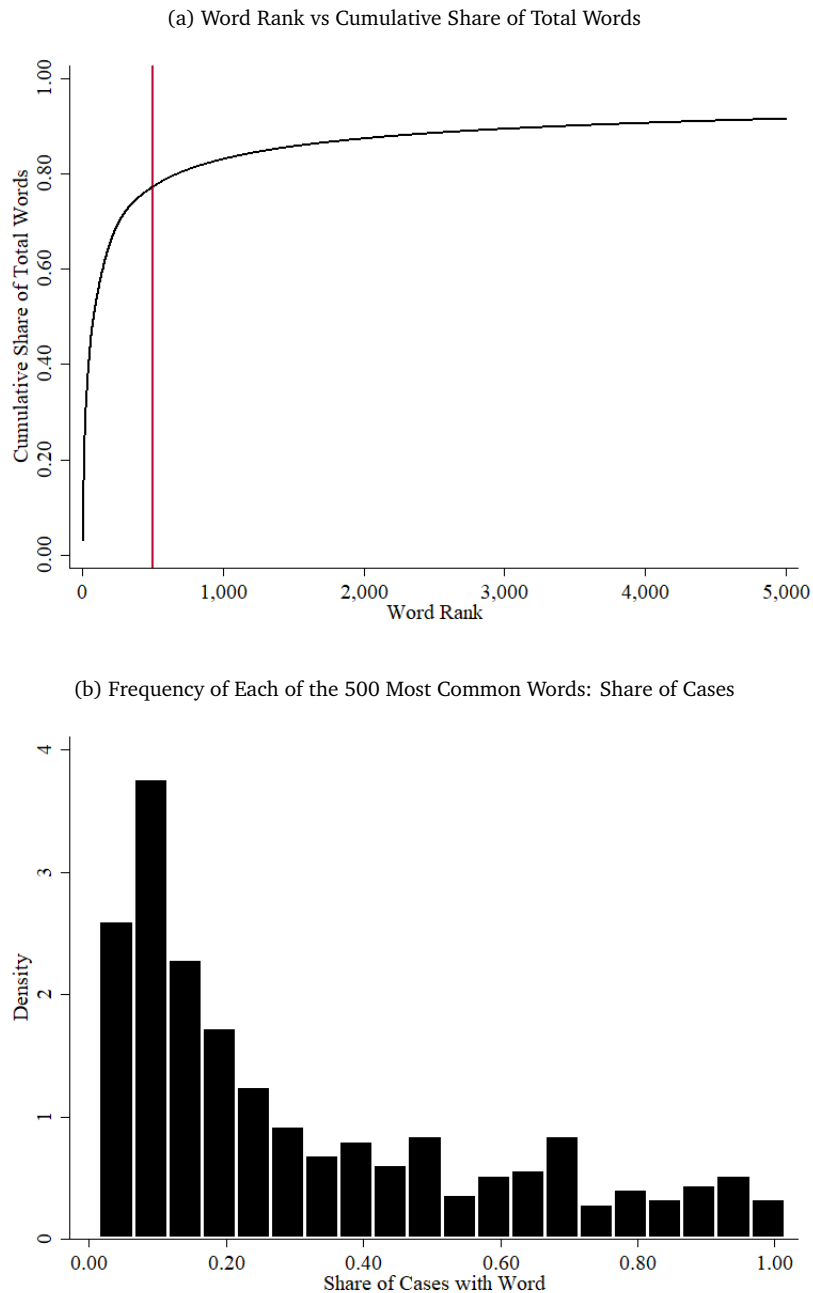 (a) Word Rank vs Cumulative Share of Total Words
Cumulative Share of Total Words
1.00
0.80
0.60
0.40
0.20
0.00
0 1,000 2,000 3,000 4,000 5,000
Word Rank
(b) Frequency of Each of the 500 Most Common Words: Share of Cases
Density
4
3
2
1
0
0.00 0.20 0.40 0.60 0.80 1.00
Share of Cases with Word